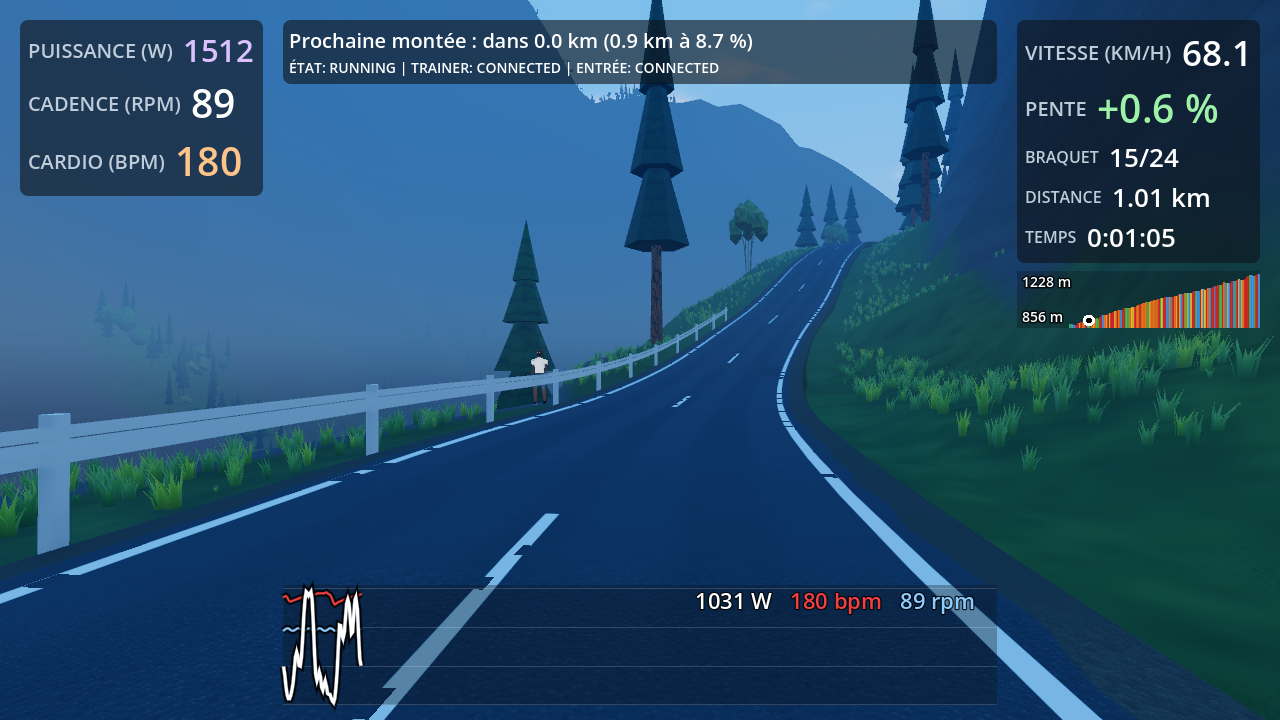 PUISSANCE (W) 1512
CADENCE (RPM) 89
CARDIO (BPM) 180
Prochaine montée : dans 0.0 km (0.9 km à 8.7 %)
ÉTAT: RUNNING | TRAINER: CONNECTED | ENTRÉE: CONNECTED
VITESSE (KM/H) 68.1
PENTE +0.6 %
BRAQUET 15/24
DISTANCE 1.01 km
TEMPS 0:01:05
1228 m
856 m
1031 W 180 bpm 89 rpm